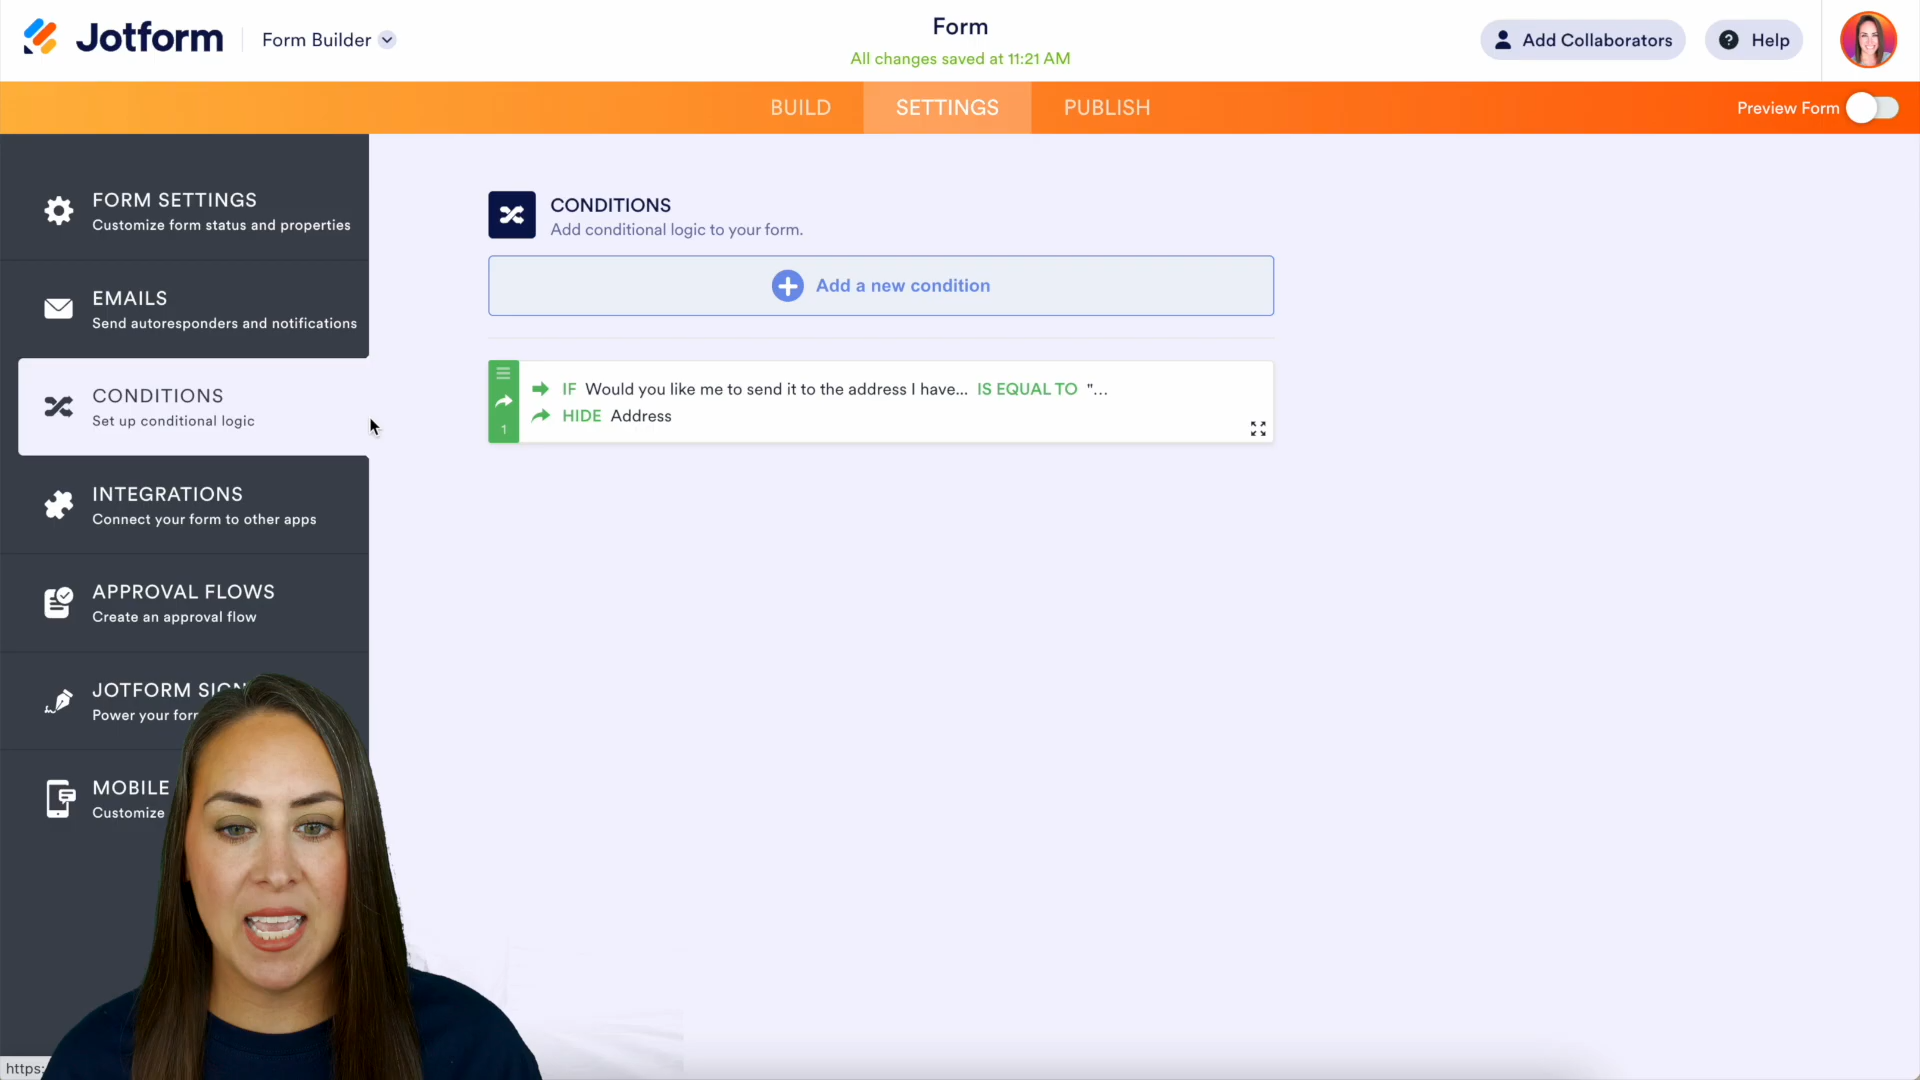 Jotform
Form Builder
Form
All changes saved at 11:21 AM
Add Collaborators
Help
BUILD
SETTINGS
PUBLISH
Preview Form
FORM SETTINGS
Customize form status and properties
EMAILS
Send autoresponders and notifications
CONDITIONS
Set up conditional logic
INTEGRATIONS
Connect your form to other apps
APPROVAL FLOWS
Create an approval flow
JOTFORM SIGN
Power your
MOBILE
Customize
https:
CONDITIONS
Add conditional logic to your form.
Add a new condition
IF Would you like me to send it to the address I have... IS EQUAL TO "...
HIDE Address
1